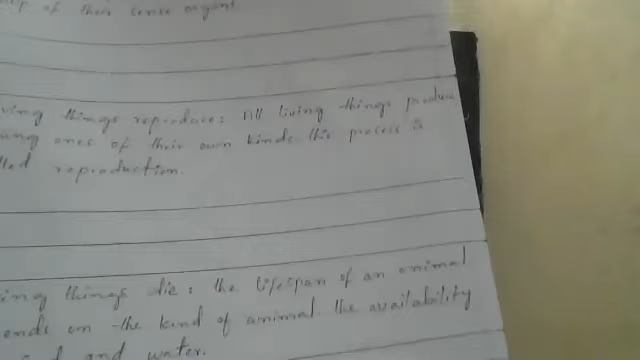 of their sense organs
ving things reproduce: All living things produce
ung ones of their own kinds. this process is
lled reproduction.
ing things die: the lifespan of an animal
ends on the kind of animal. the availability
and water.